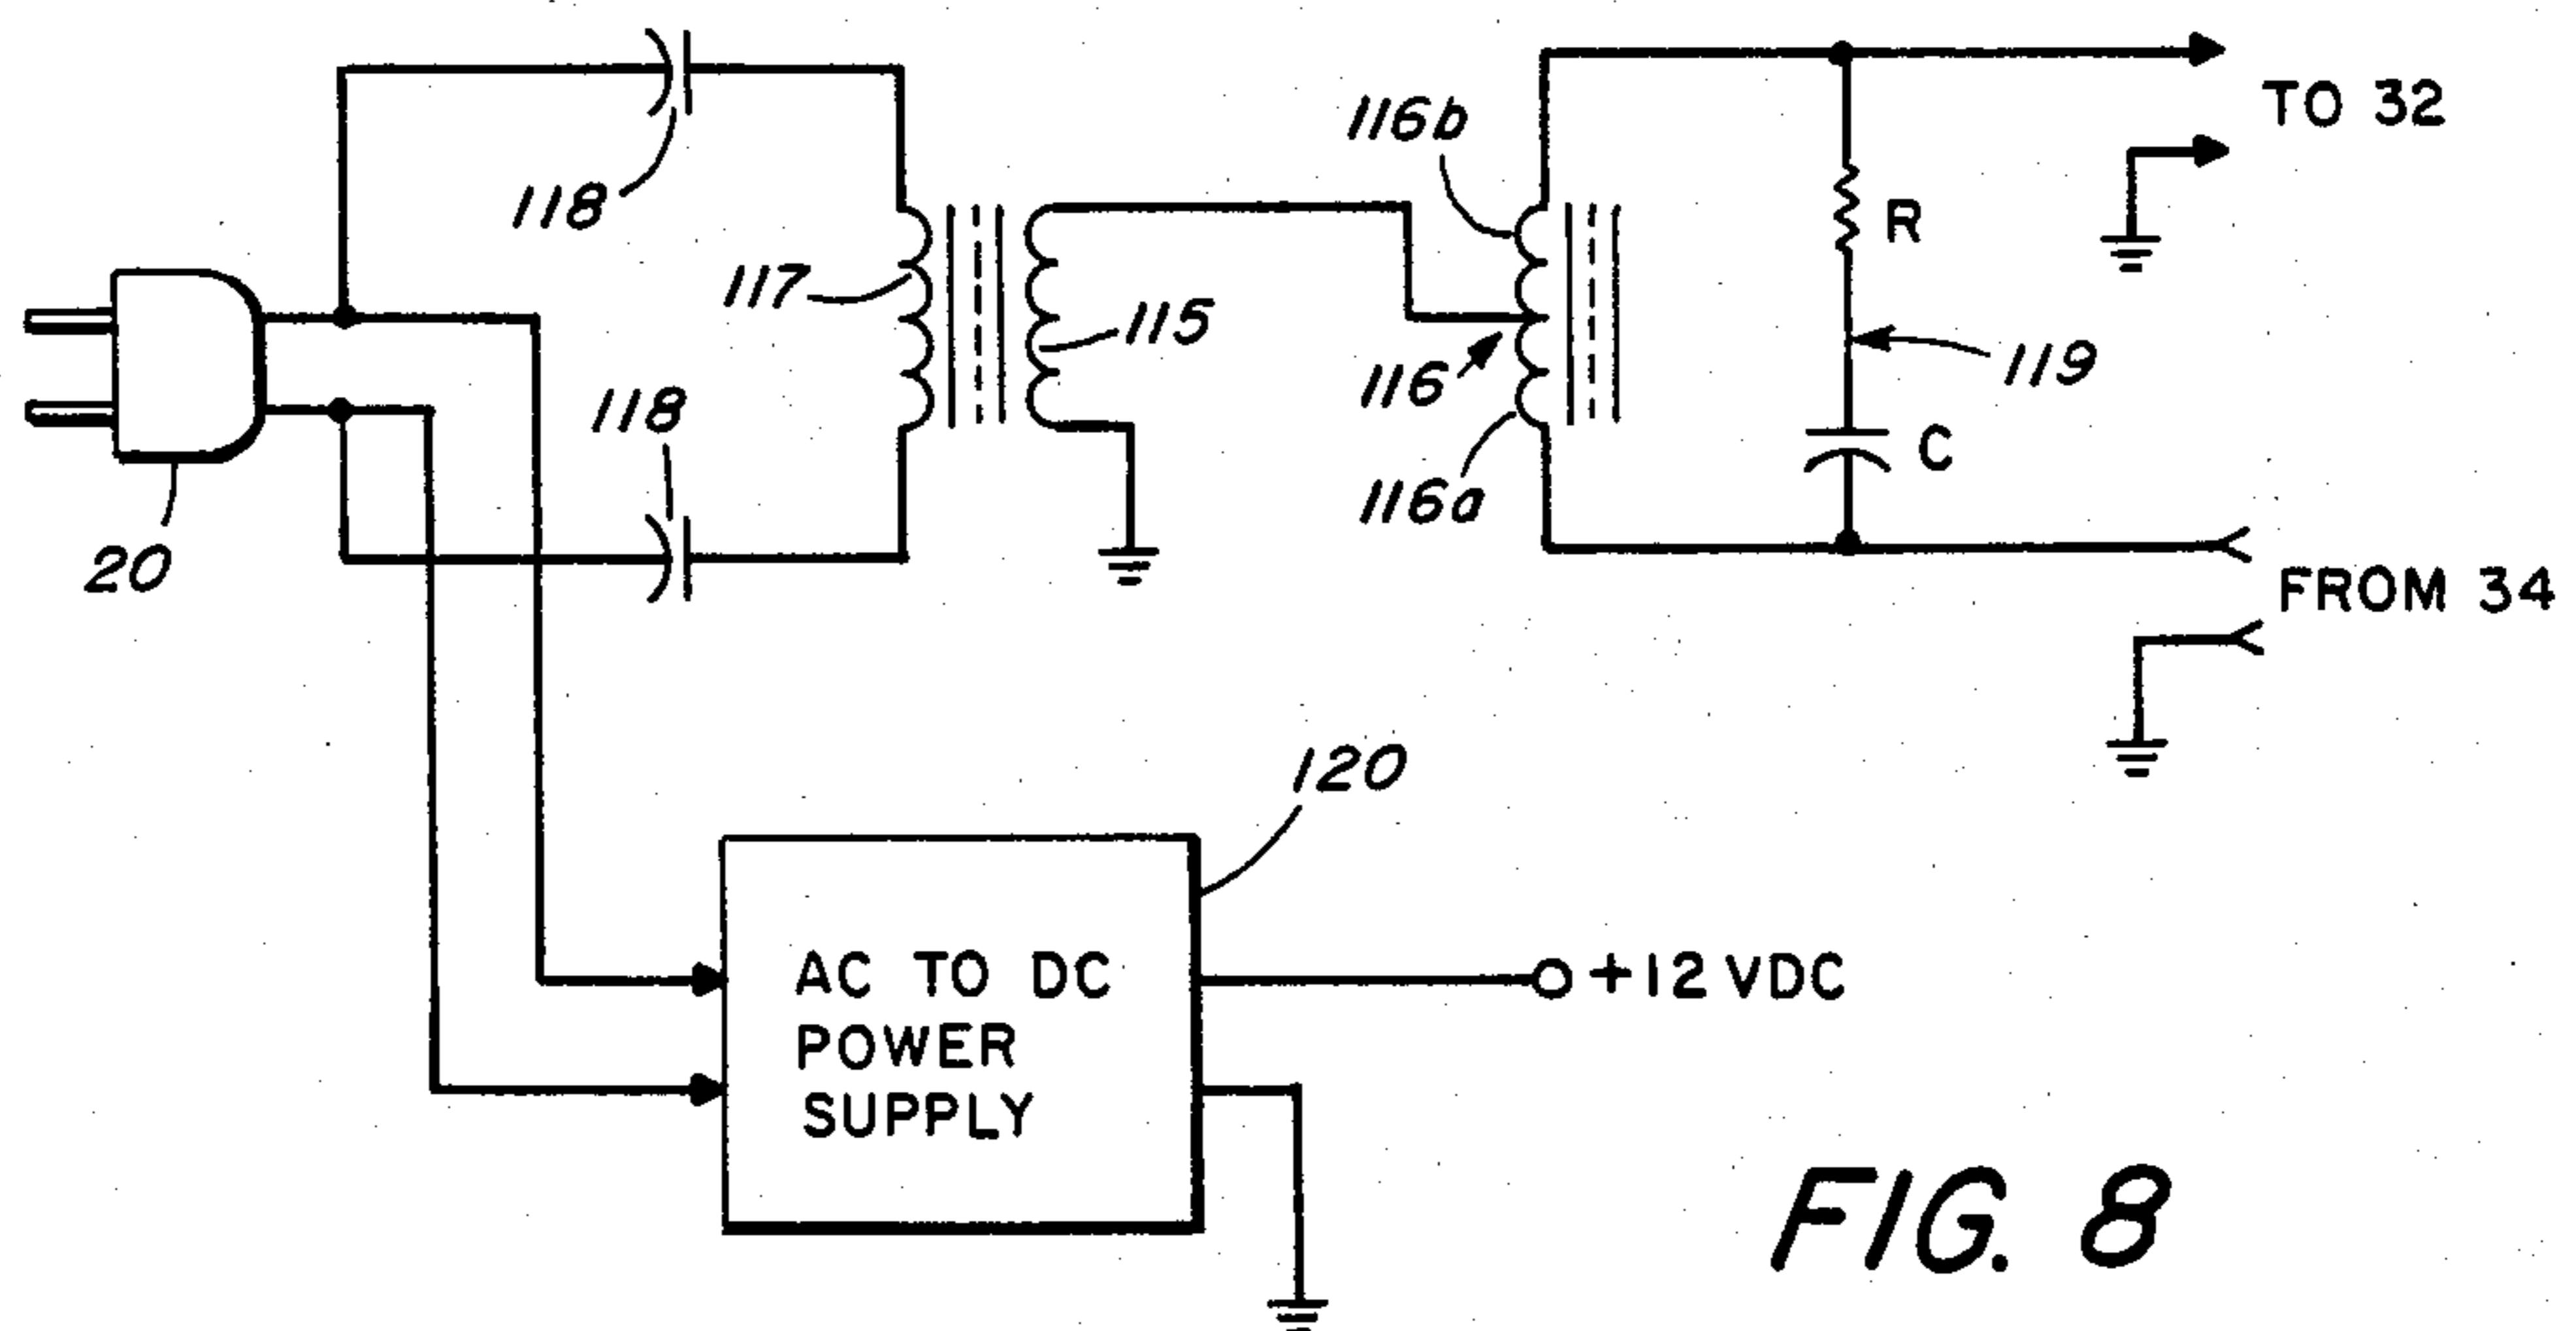 TO 32
116b
118
R
117
115
119
116
118
C
116a
20
FROM 34
120
+12 VDC
AC TO DC
POWER
SUPPLY
FIG. 8